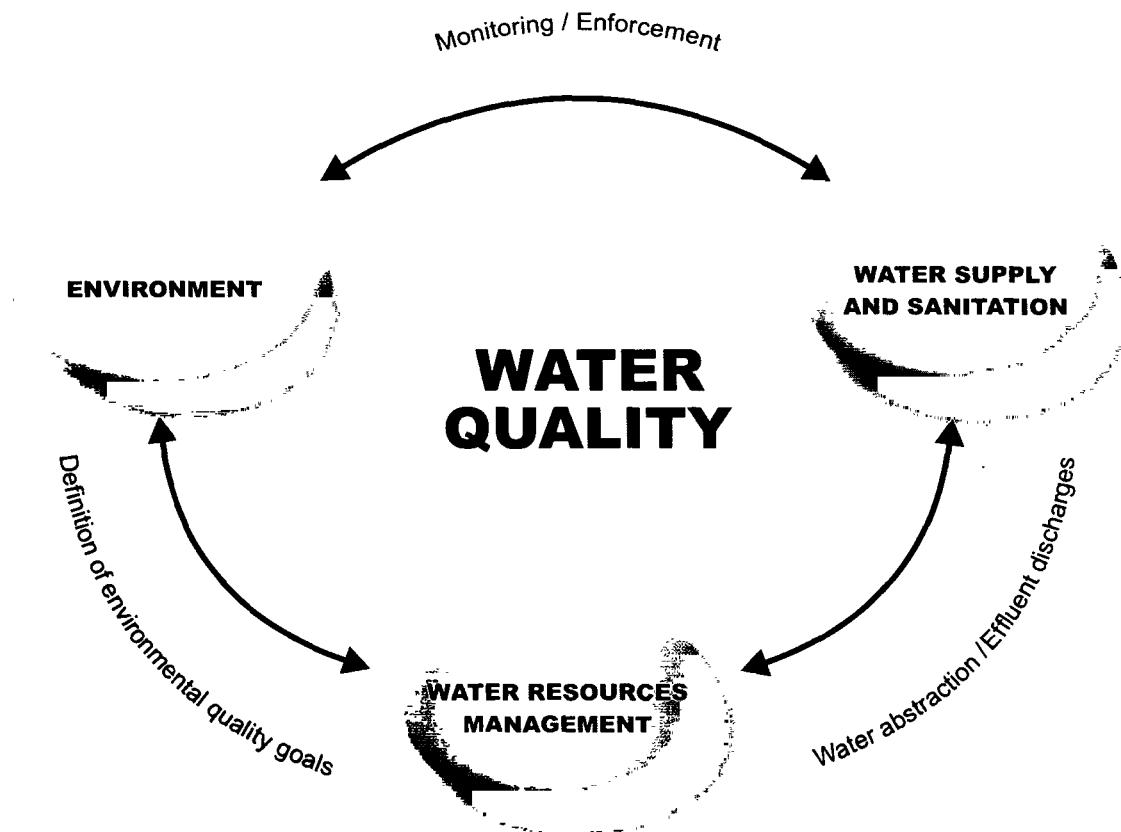 Monitoring / Enforcement
ENVIRONMENT
WATER SUPPLY
AND SANITATION
WATER
QUALITY
Definition of environmental quality goals
Water abstraction / Effluent discharges
WATER RESOURCES
MANAGEMENT